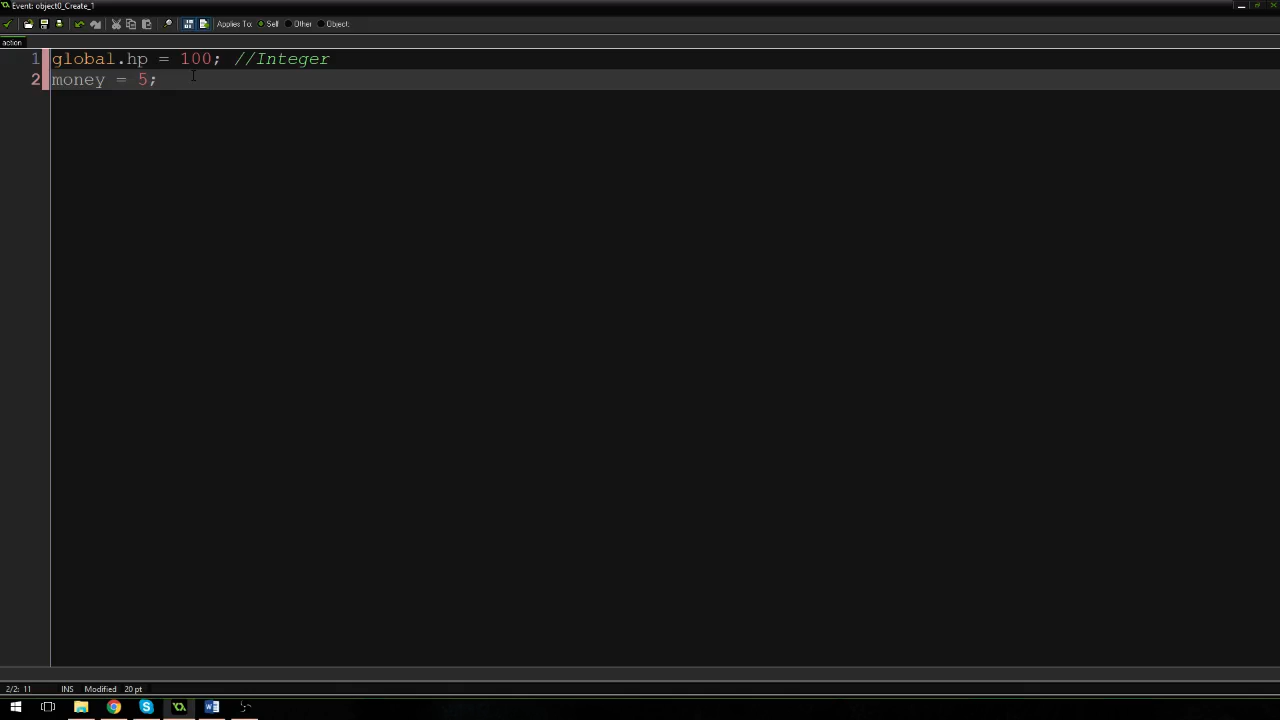 Event: object0_Create_1
Applies To: Self Other Object:
action
1 global.hp = 100; //Integer
2 money = 5;
2/2: 11 INS Modified 20 pt